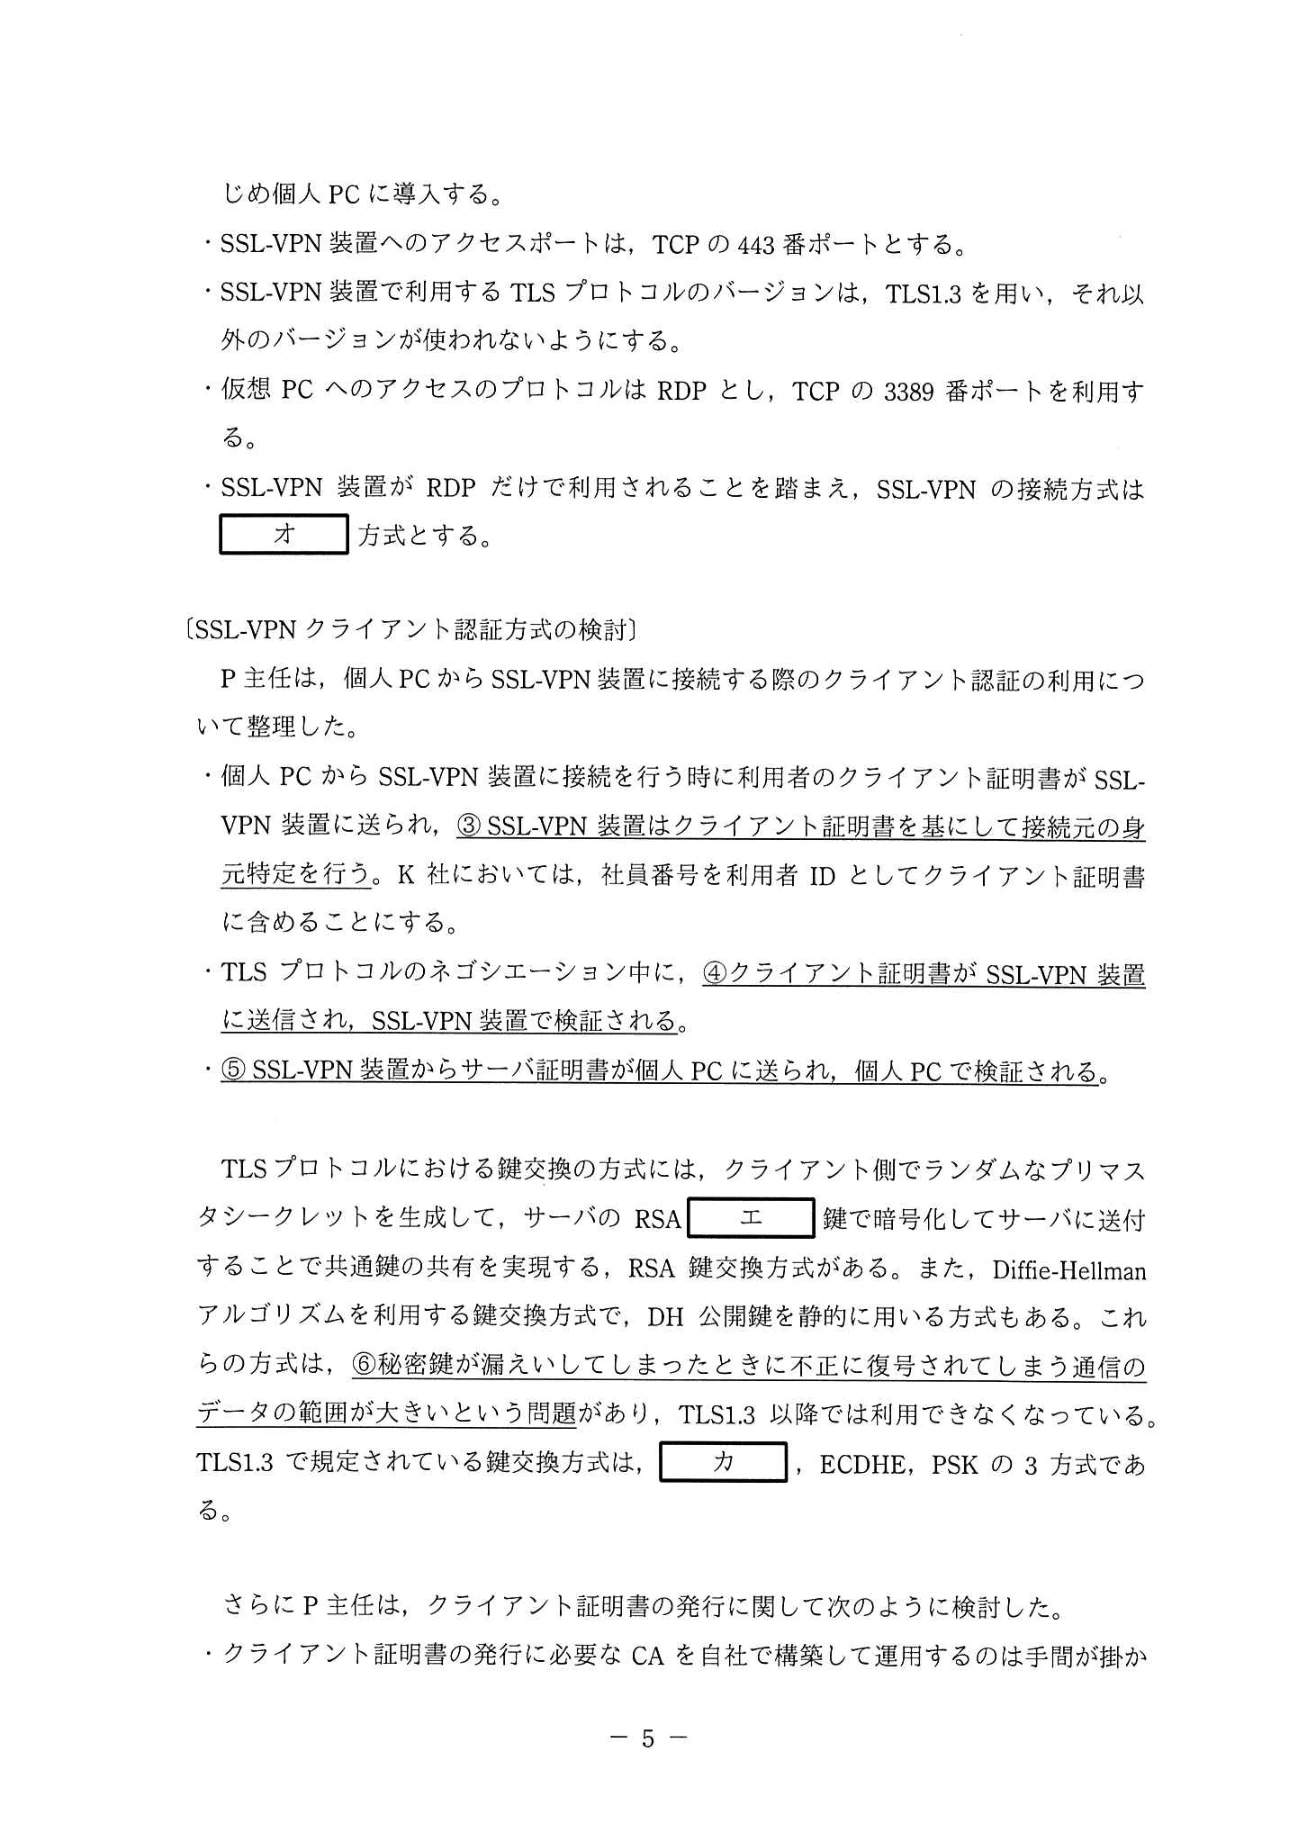 じめ個人 PC に導入する。
・SSL-VPN 装置へのアクセスポートは，TCP の 443 番ポートとする。
・SSL-VPN 装置で利用する TLS プロトコルのバージョンは，TLS1.3 を用い，それ以
外のバージョンが使われないようにする。
・仮想 PC へのアクセスのプロトコルは RDP とし，TCP の 3389 番ポートを利用す
る。
・SSL-VPN 装置が RDP だけで利用されることを踏まえ，SSL-VPN の接続方式は
オ 方式とする。
〔SSL-VPN クライアント認証方式の検討〕
P 主任は，個人 PC から SSL-VPN 装置に接続する際のクライアント認証の利用につ
いて整理した。
・個人 PC から SSL-VPN 装置に接続を行う時に利用者のクライアント証明書が SSL-
VPN 装置に送られ，③SSL-VPN 装置はクライアント証明書を基にして接続元の身
元特定を行う。K 社においては，社員番号を利用者 ID としてクライアント証明書
に含めることにする。
・TLS プロトコルのネゴシエーション中に，④クライアント証明書が SSL-VPN 装置
に送信され，SSL-VPN 装置で検証される。
・⑤SSL-VPN 装置からサーバ証明書が個人 PC に送られ，個人 PC で検証される。
TLS プロトコルにおける鍵交換の方式には，クライアント側でランダムなプリマス
タシークレットを生成して，サーバの RSA エ 鍵で暗号化してサーバに送付
することで共通鍵の共有を実現する，RSA 鍵交換方式がある。また，Diffie-Hellman
アルゴリズムを利用する鍵交換方式で，DH 公開鍵を静的に用いる方式もある。これ
らの方式は，⑥秘密鍵が漏えいしてしまったときに不正に復号されてしまう通信の
データの範囲が大きいという問題があり，TLS1.3 以降では利用できなくなっている。
TLS1.3 で規定されている鍵交換方式は， カ ，ECDHE，PSK の 3 方式であ
る。
さらに P 主任は，クライアント証明書の発行に関して次のように検討した。
・クライアント証明書の発行に必要な CA を自社で構築して運用するのは手間が掛か
－ 5 －